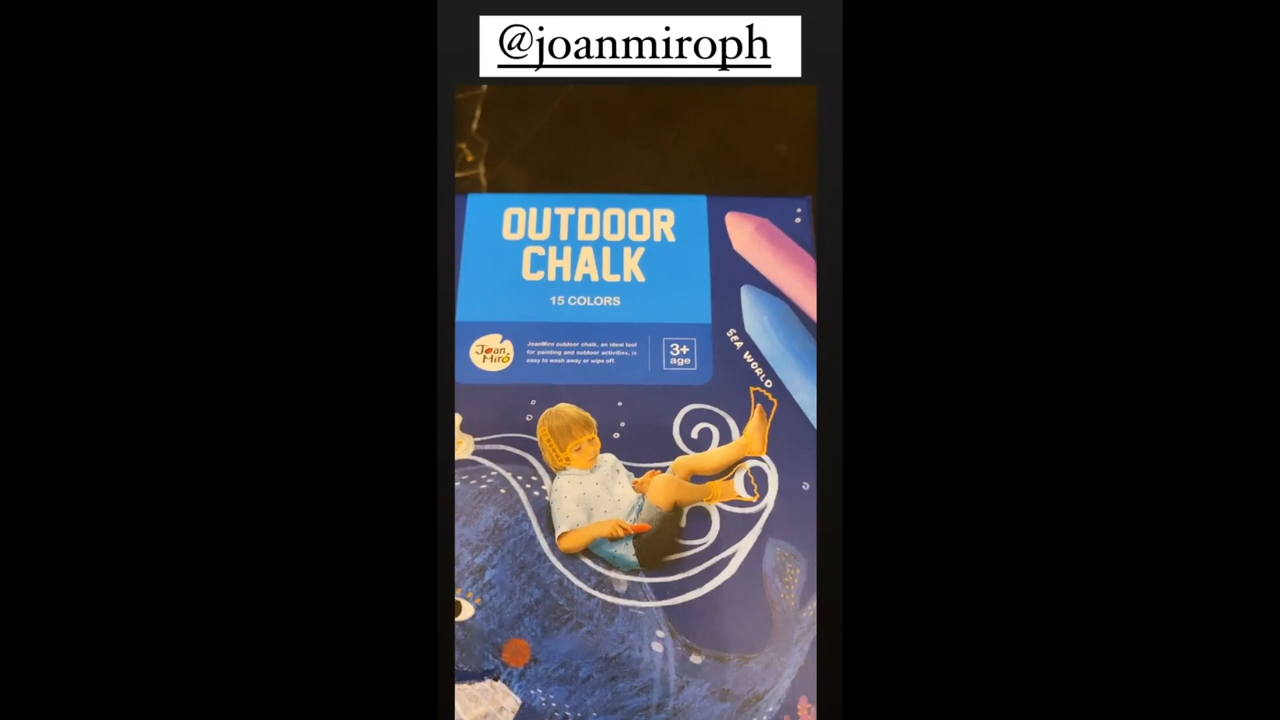 @joanmiroph
OUTDOOR
CHALK
15 COLORS
Joan
Miró
JoanMiro outdoor chalk, an ideal tool
for painting and outdoor activities, is
easy to wash away or wipe off.
3+
age
SEA WORLD